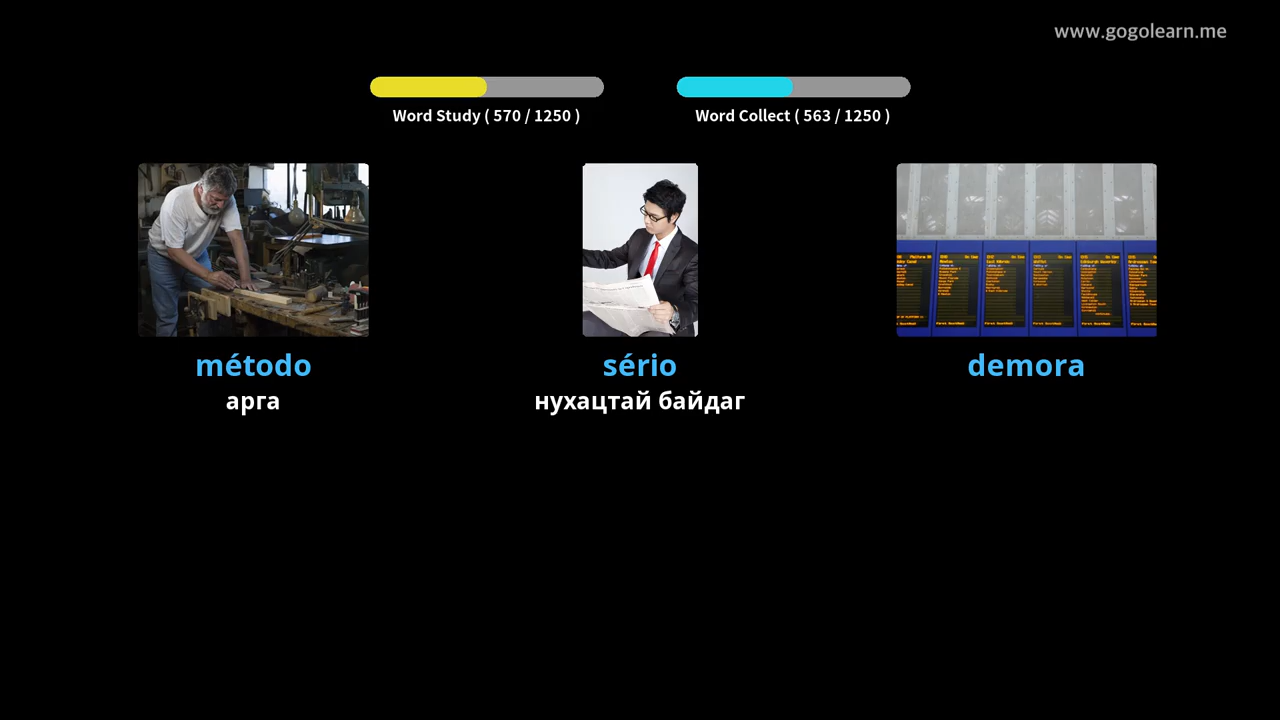 www.gogolearn.me
Word Study ( 570 / 1250 )
Word Collect ( 563 / 1250 )
método
sério
demora
арга
нухацтай байдаг